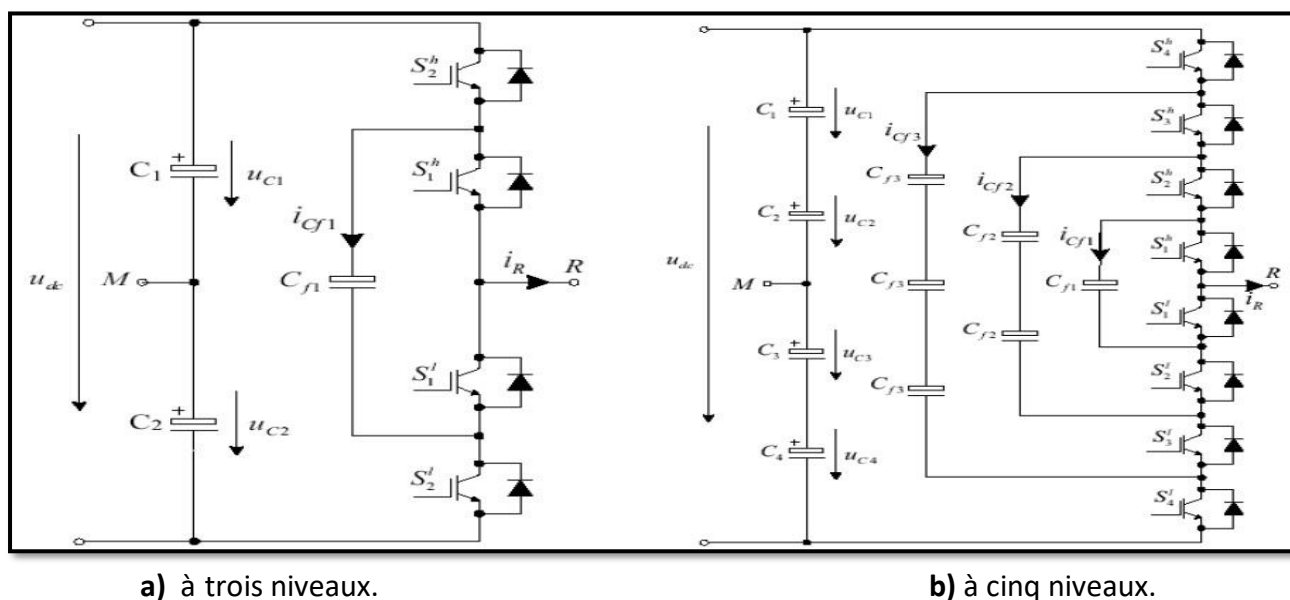 S₂ʰ
C₁ + u_C1
S₁ʰ
i_Cf1
u_dc M C_f1 i_R R
S₁ˡ
C2 + u_C2
S₂ˡ
S₄ʰ
C₁ + u_C1
i_Cf3 S₃ʰ
C_f3 i_Cf2 S₂ʰ
C₂ + u_C2
C_f2 i_Cf1 S₁ʰ
u_dc M C_f3 C_f1 R
i_R
S₁ˡ
C₃ + u_C3 C_f2
S₂ˡ
C_f3
S₃ˡ
C₄ + u_C4
S₄ˡ
a) à trois niveaux. b) à cinq niveaux.